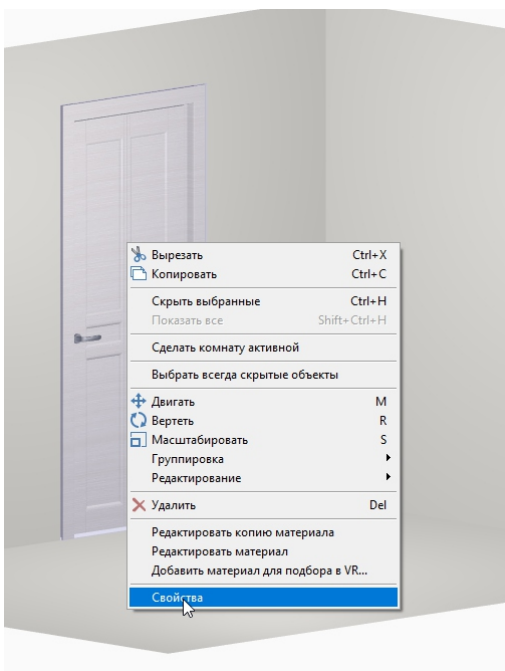 Вырезать Ctrl+X
Копировать Ctrl+C
Скрыть выбранные Ctrl+H
Показать все Shift+Ctrl+H
Сделать комнату активной
Выбрать всегда скрытые объекты
Двигать M
Вертеть R
Масштабировать S
Группировка
Редактирование
Удалить Del
Редактировать копию материала
Редактировать материал
Добавить материал для подбора в VR...
Свойства